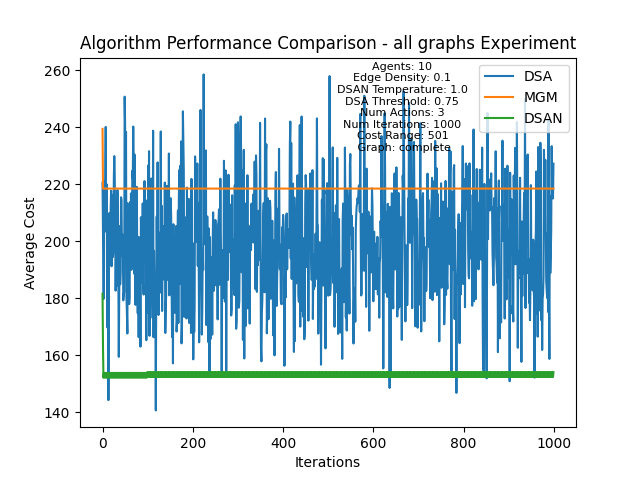 Algorithm Performance Comparison - all graphs Experiment
Agents: 10
Edge Density: 0.1
DSAN Temperature: 1.0
DSA Threshold: 0.75
Num Actions: 3
Num Iterations: 1000
Cost Range: 501
Graph: complete
DSA
MGM
DSAN
Average Cost
260
240
220
200
180
160
140
0
200
400
600
800
1000
Iterations